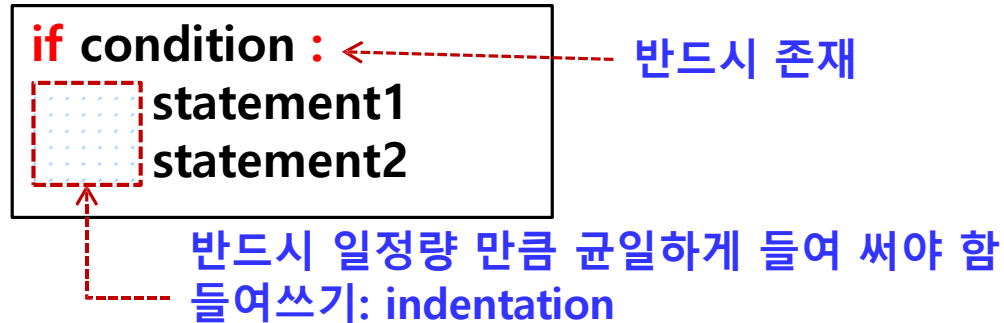 if condition :
반드시 존재
statement1
statement2
반드시 일정량 만큼 균일하게 들여 써야 함
들여쓰기: indentation